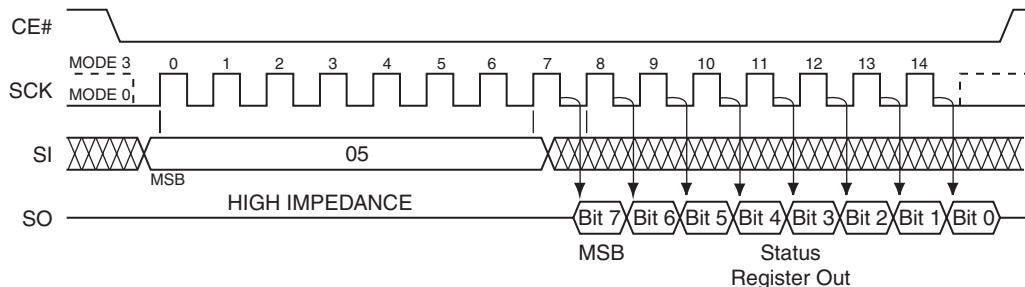 CE#
MODE 3 0 1 2 3 4 5 6 7 8 9 10 11 12 13 14
SCK MODE 0
SI 05
MSB
HIGH IMPEDANCE
SO Bit 7 Bit 6 Bit 5 Bit 4 Bit 3 Bit 2 Bit 1 Bit 0
MSB Status
Register Out